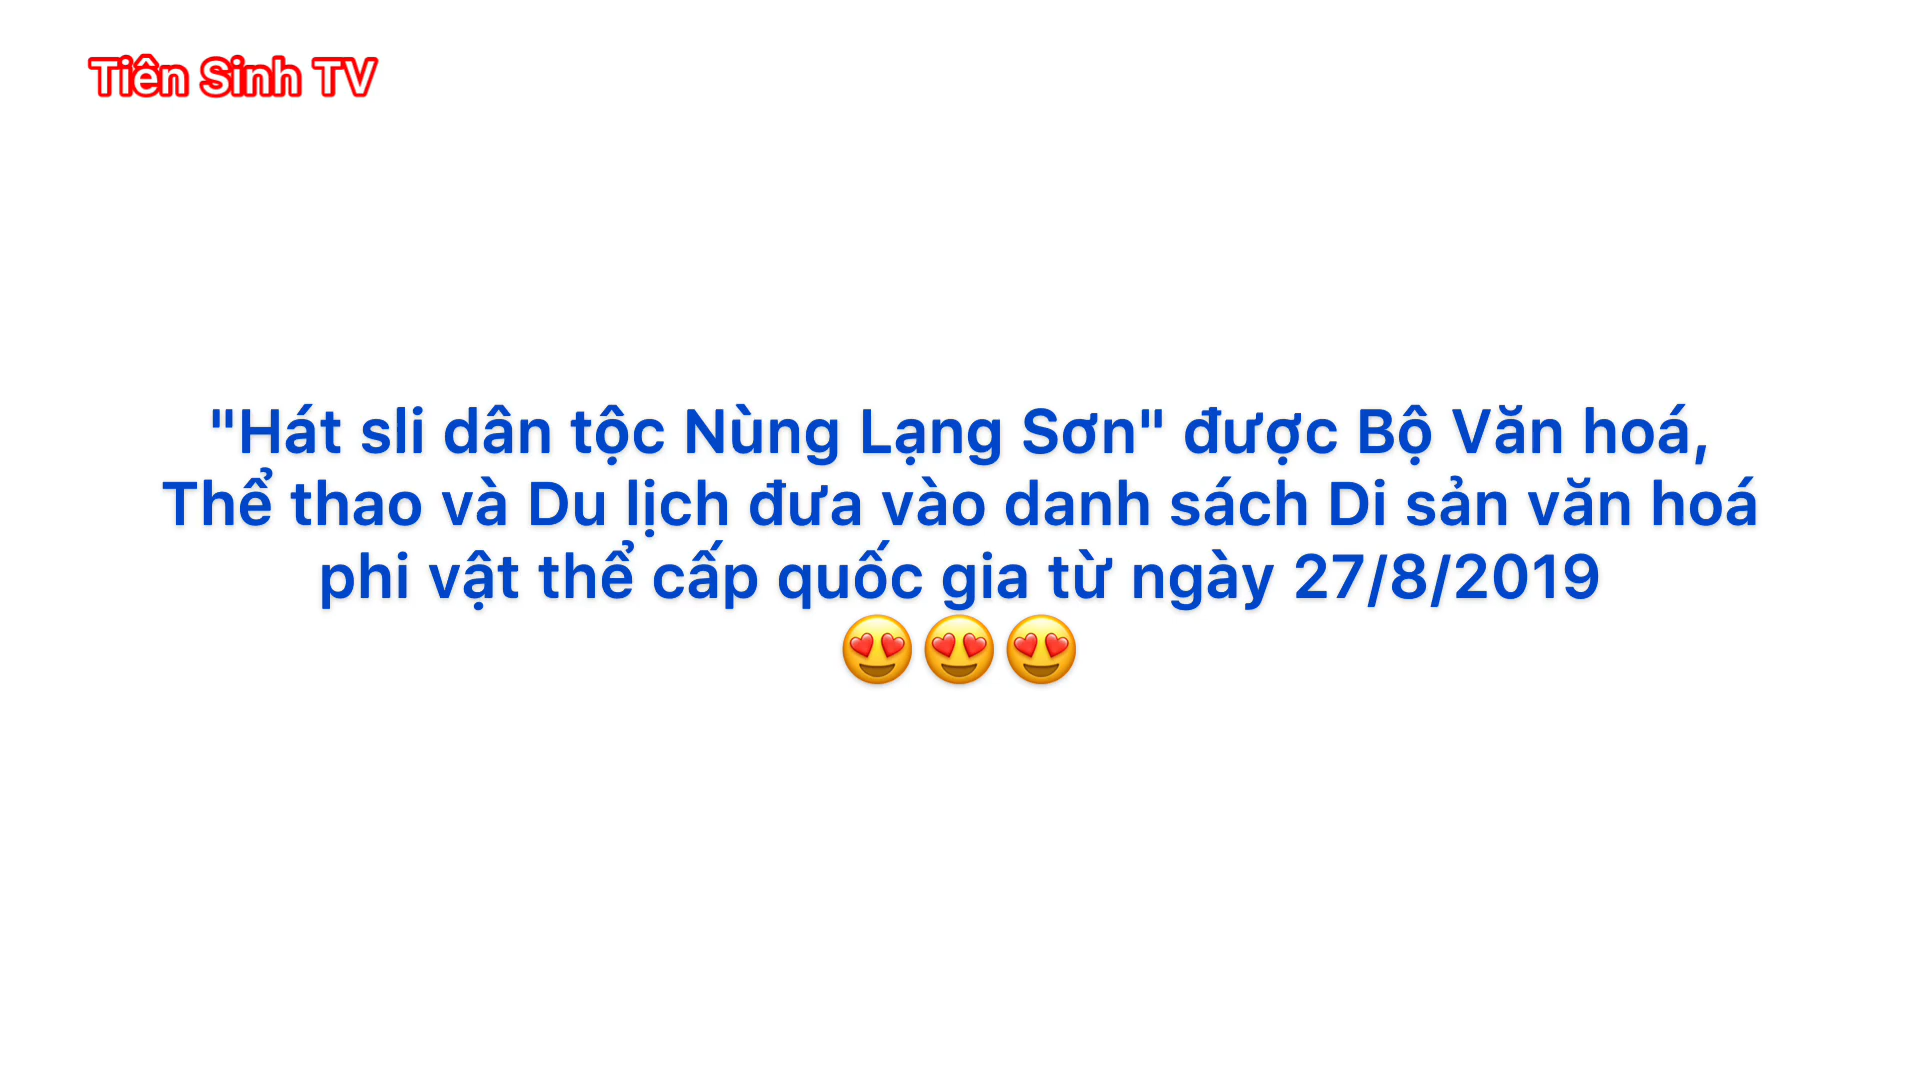 Tiên Sinh TV
"Hát sli dân tộc Nùng Lạng Sơn" được Bộ Văn hoá,
Thể thao và Du lịch đưa vào danh sách Di sản văn hoá
phi vật thể cấp quốc gia từ ngày 27/8/2019
😍😍😍